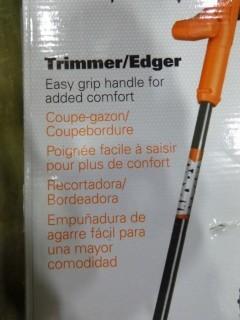 Trimmer/Edger
Easy grip handle for
added comfort
Coupe-gazon/
Coupebordure
Poignée facile à saisir
pour plus de confort
Recortadora/
Bordeadora
Empuñadura de
agarre fácil para
una mayor
comodidad